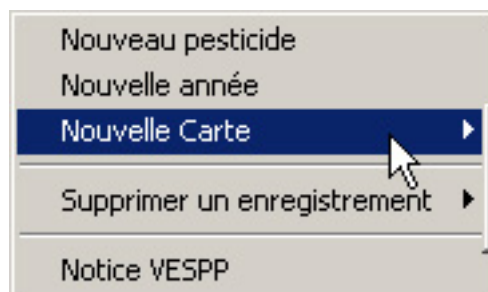 Nouveau pesticide
Nouvelle année
Nouvelle Carte
Supprimer un enregistrement
Notice VESPP